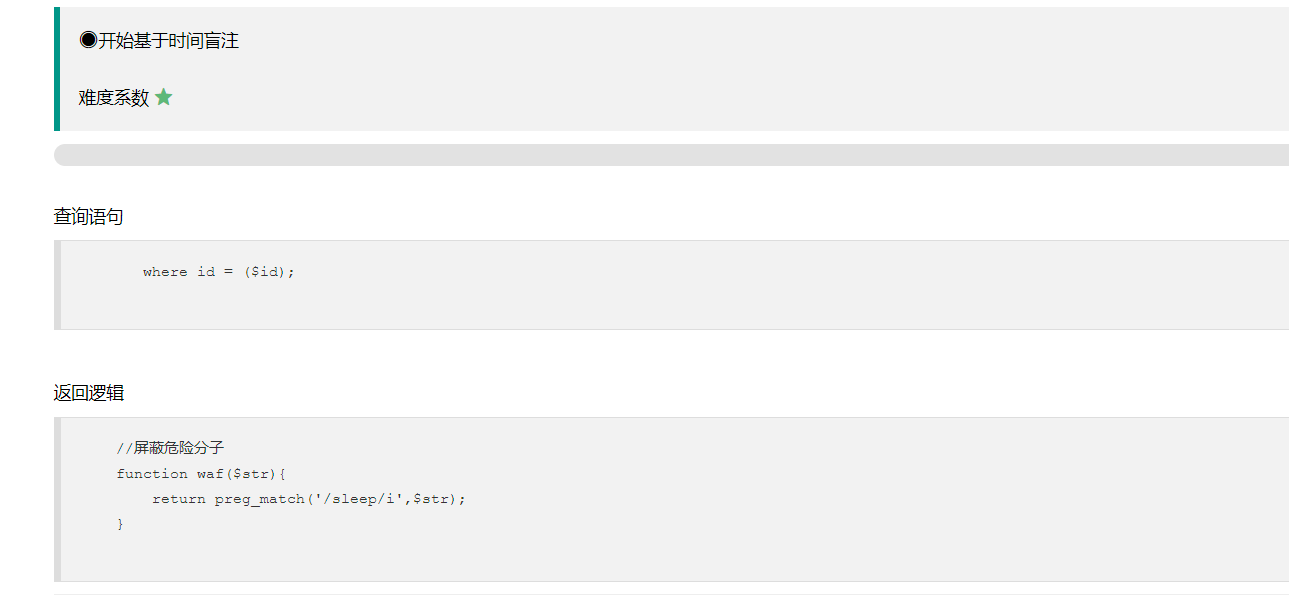 ◉开始基于时间盲注
难度系数
查询语句
where id = ($id);
返回逻辑
//屏蔽危险分子
function waf($str){
return preg_match('/sleep/i',$str);
}